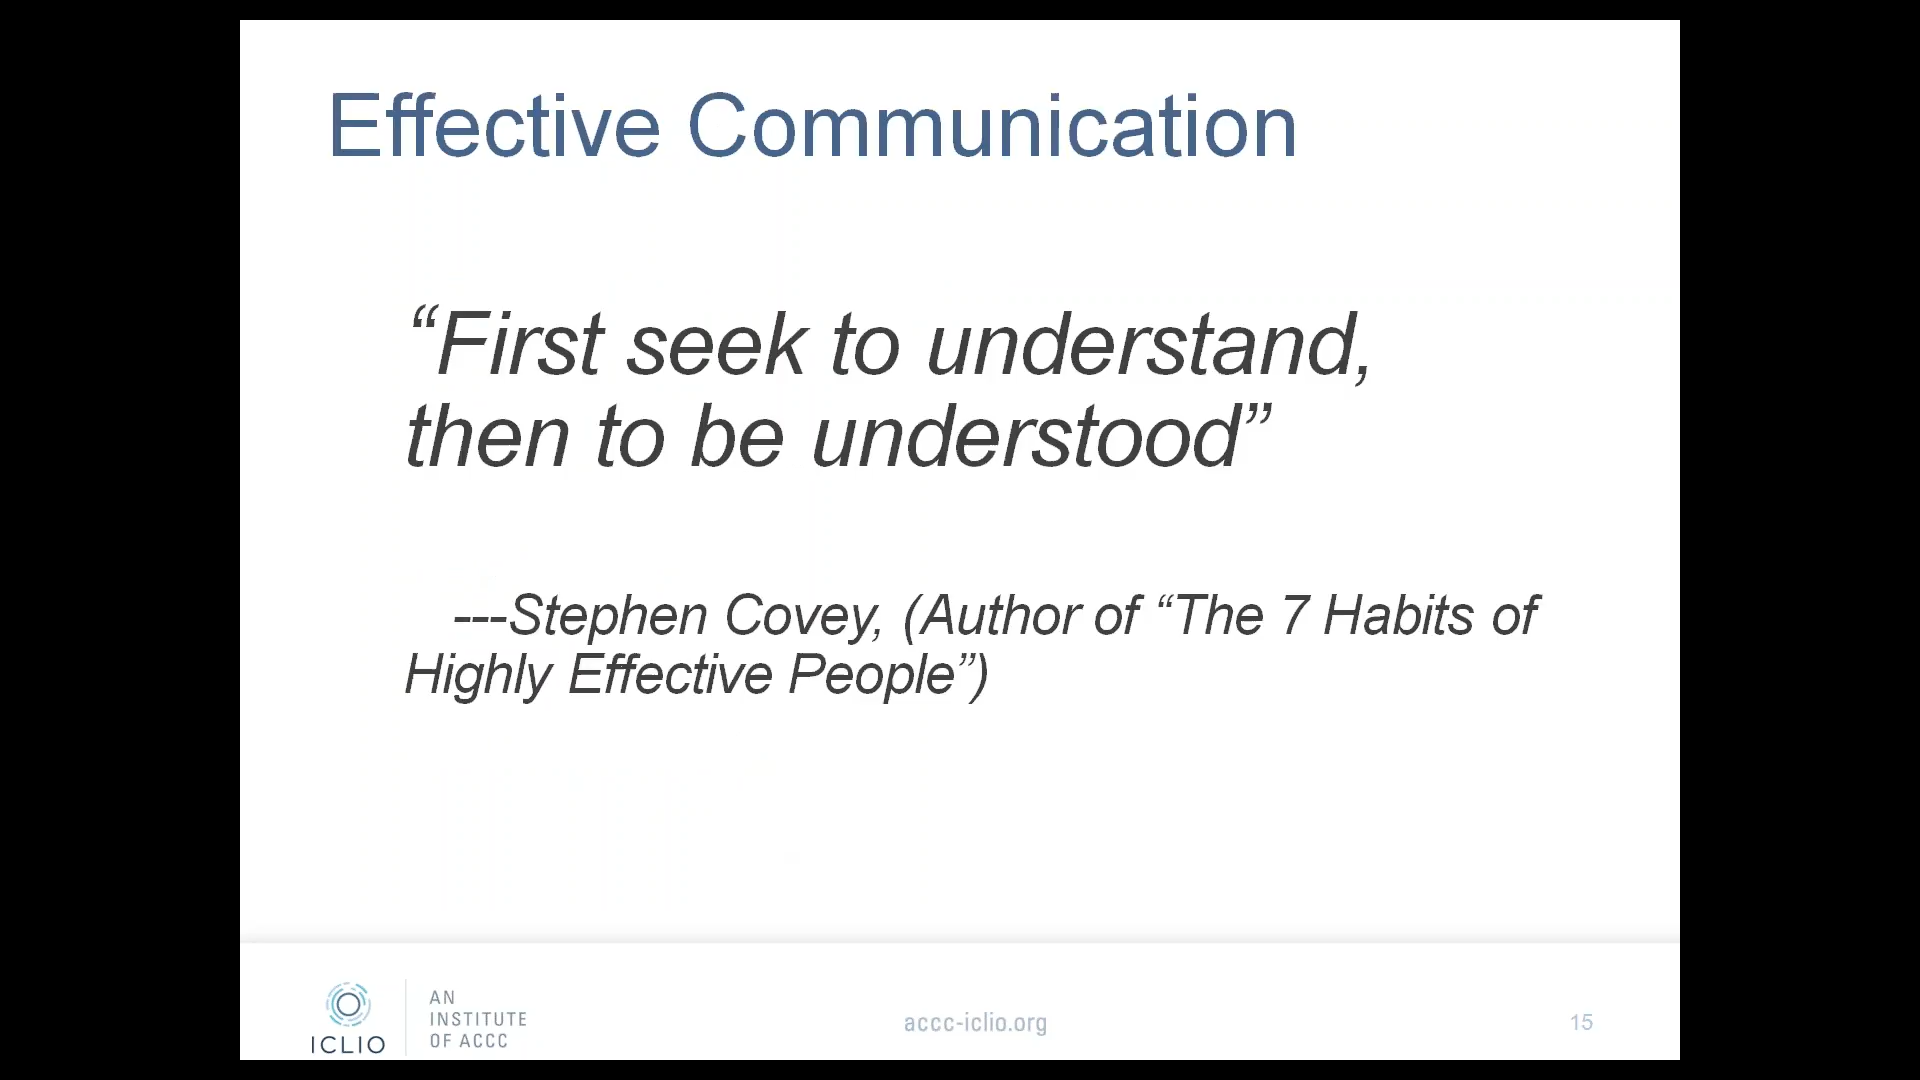 Effective Communication
“First seek to understand,
then to be understood”
---Stephen Covey, (Author of “The 7 Habits of
Highly Effective People”)
ICLIO
AN
INSTITUTE
OF ACCC
accc-iclio.org
15